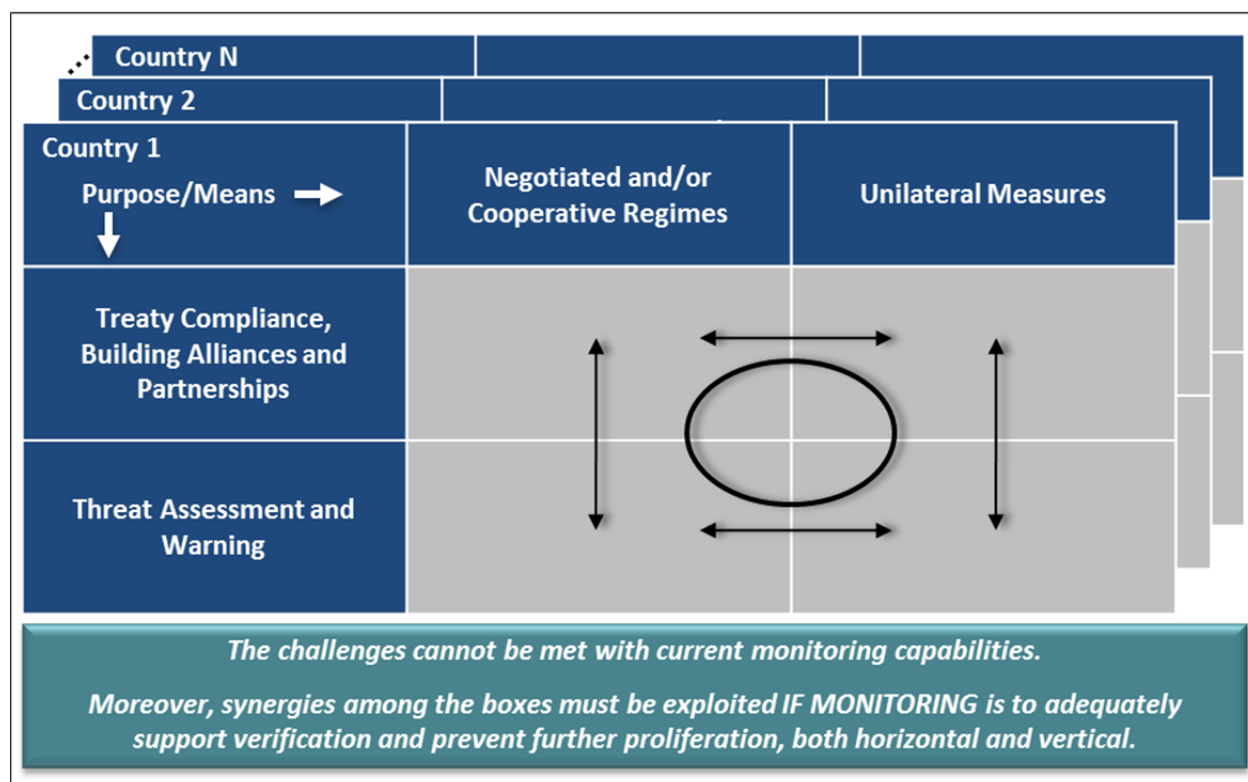 Country N
Country 2
Country 1
Purpose/Means
Negotiated and/or
Cooperative Regimes
Unilateral Measures
Treaty Compliance,
Building Alliances and
Partnerships
Threat Assessment and
Warning
The challenges cannot be met with current monitoring capabilities.
Moreover, synergies among the boxes must be exploited IF MONITORING is to adequately
support verification and prevent further proliferation, both horizontal and vertical.